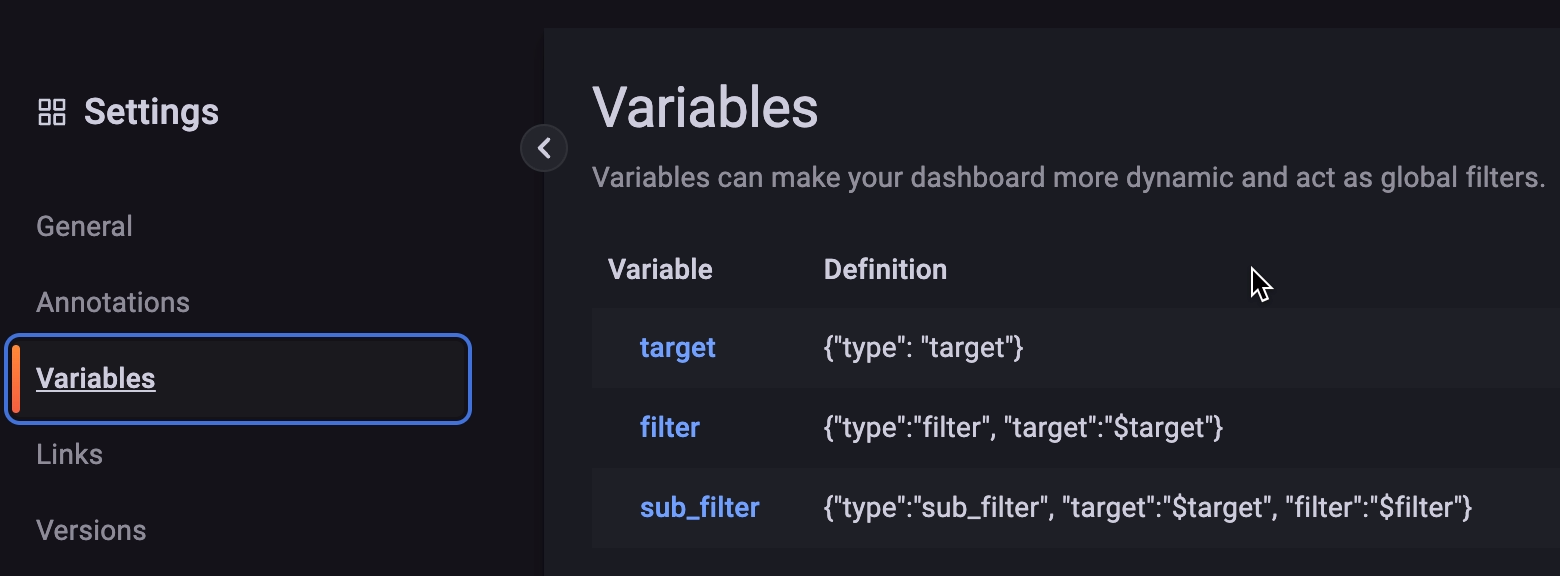 Settings
General
Annotations
Variables
Links
Versions
Variables
Variables can make your dashboard more dynamic and act as global filters.
Variable Definition
target {"type": "target"}
filter {"type":"filter", "target":"$target"}
sub_filter {"type":"sub_filter", "target":"$target", "filter":"$filter"}